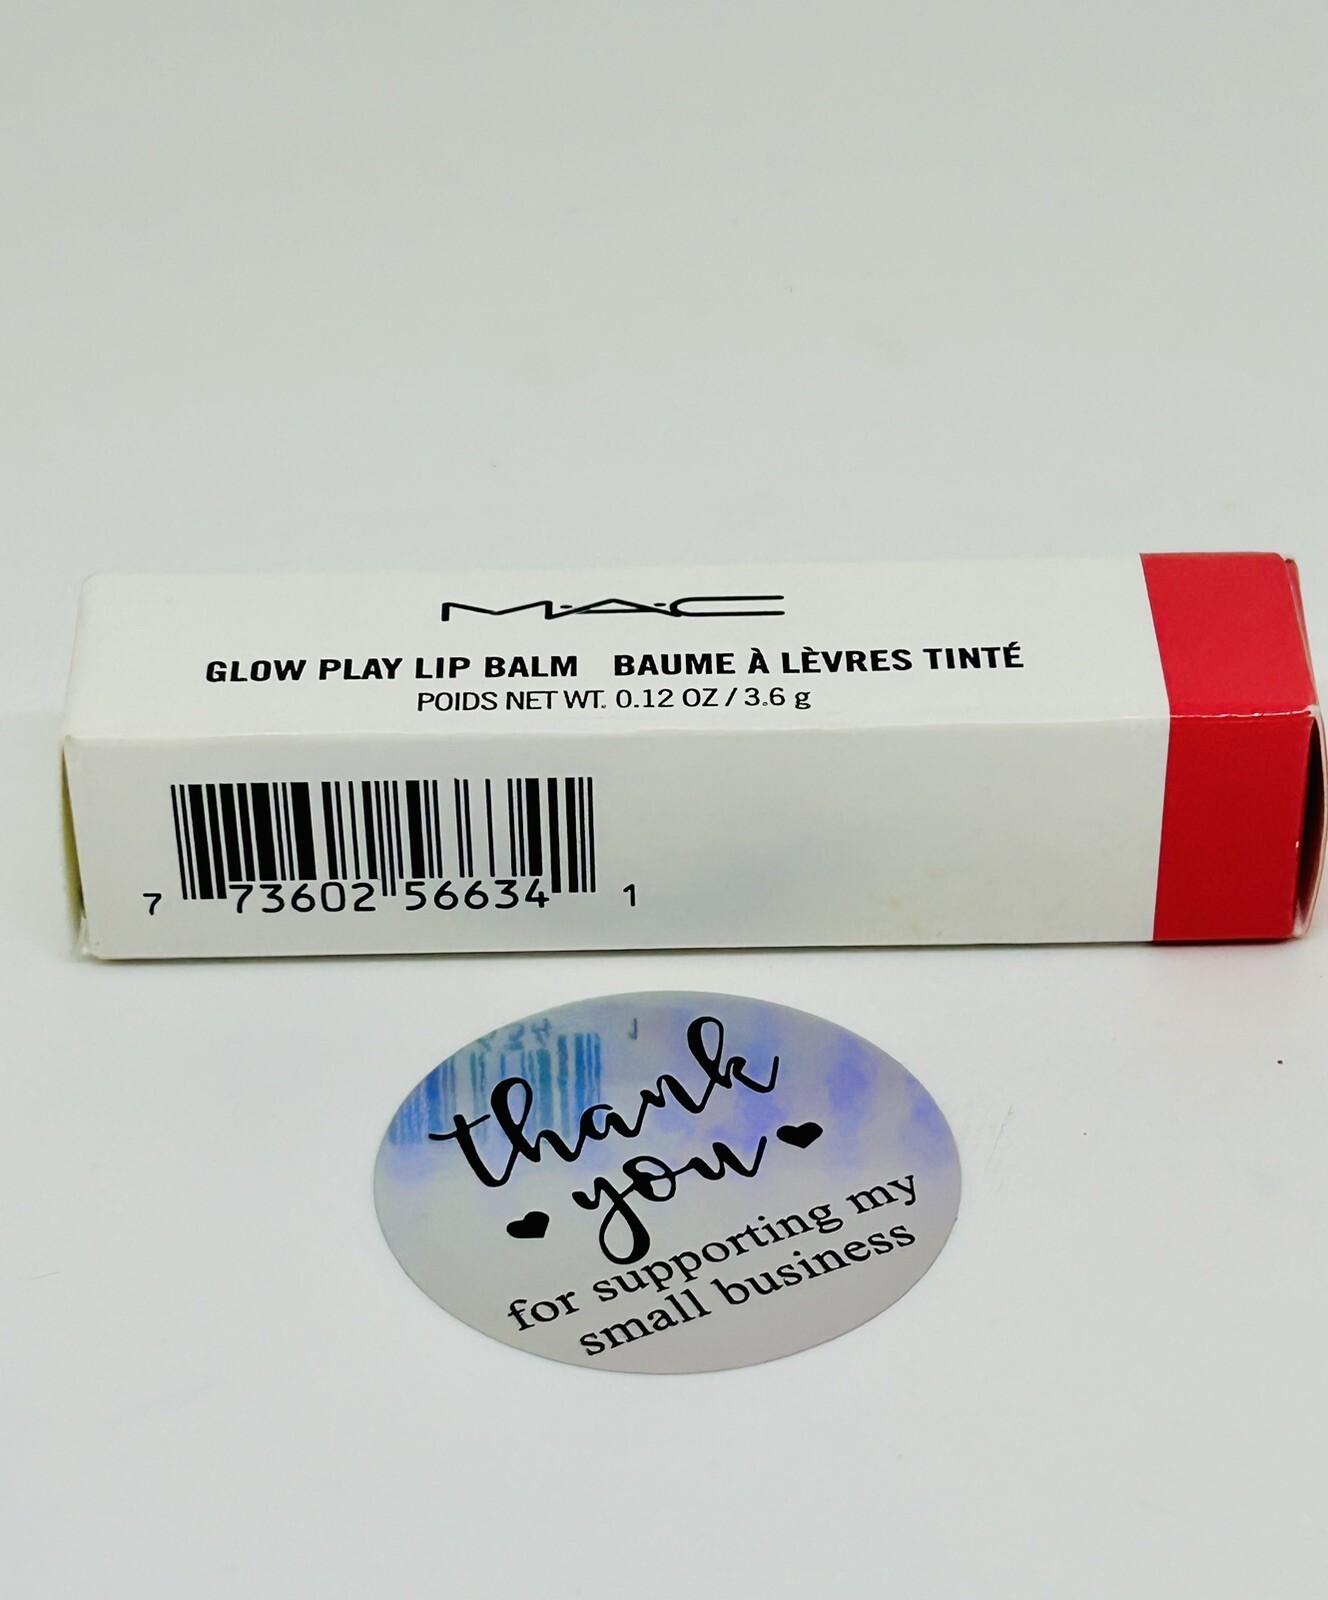 M·A·C
GLOW PLAY LIP BALM BAUME À LÈVRES TINTÉ
POIDS NET WT. 0.12 OZ / 3.6 g
7 73602 56634 1
thank
you
for supporting my
small business